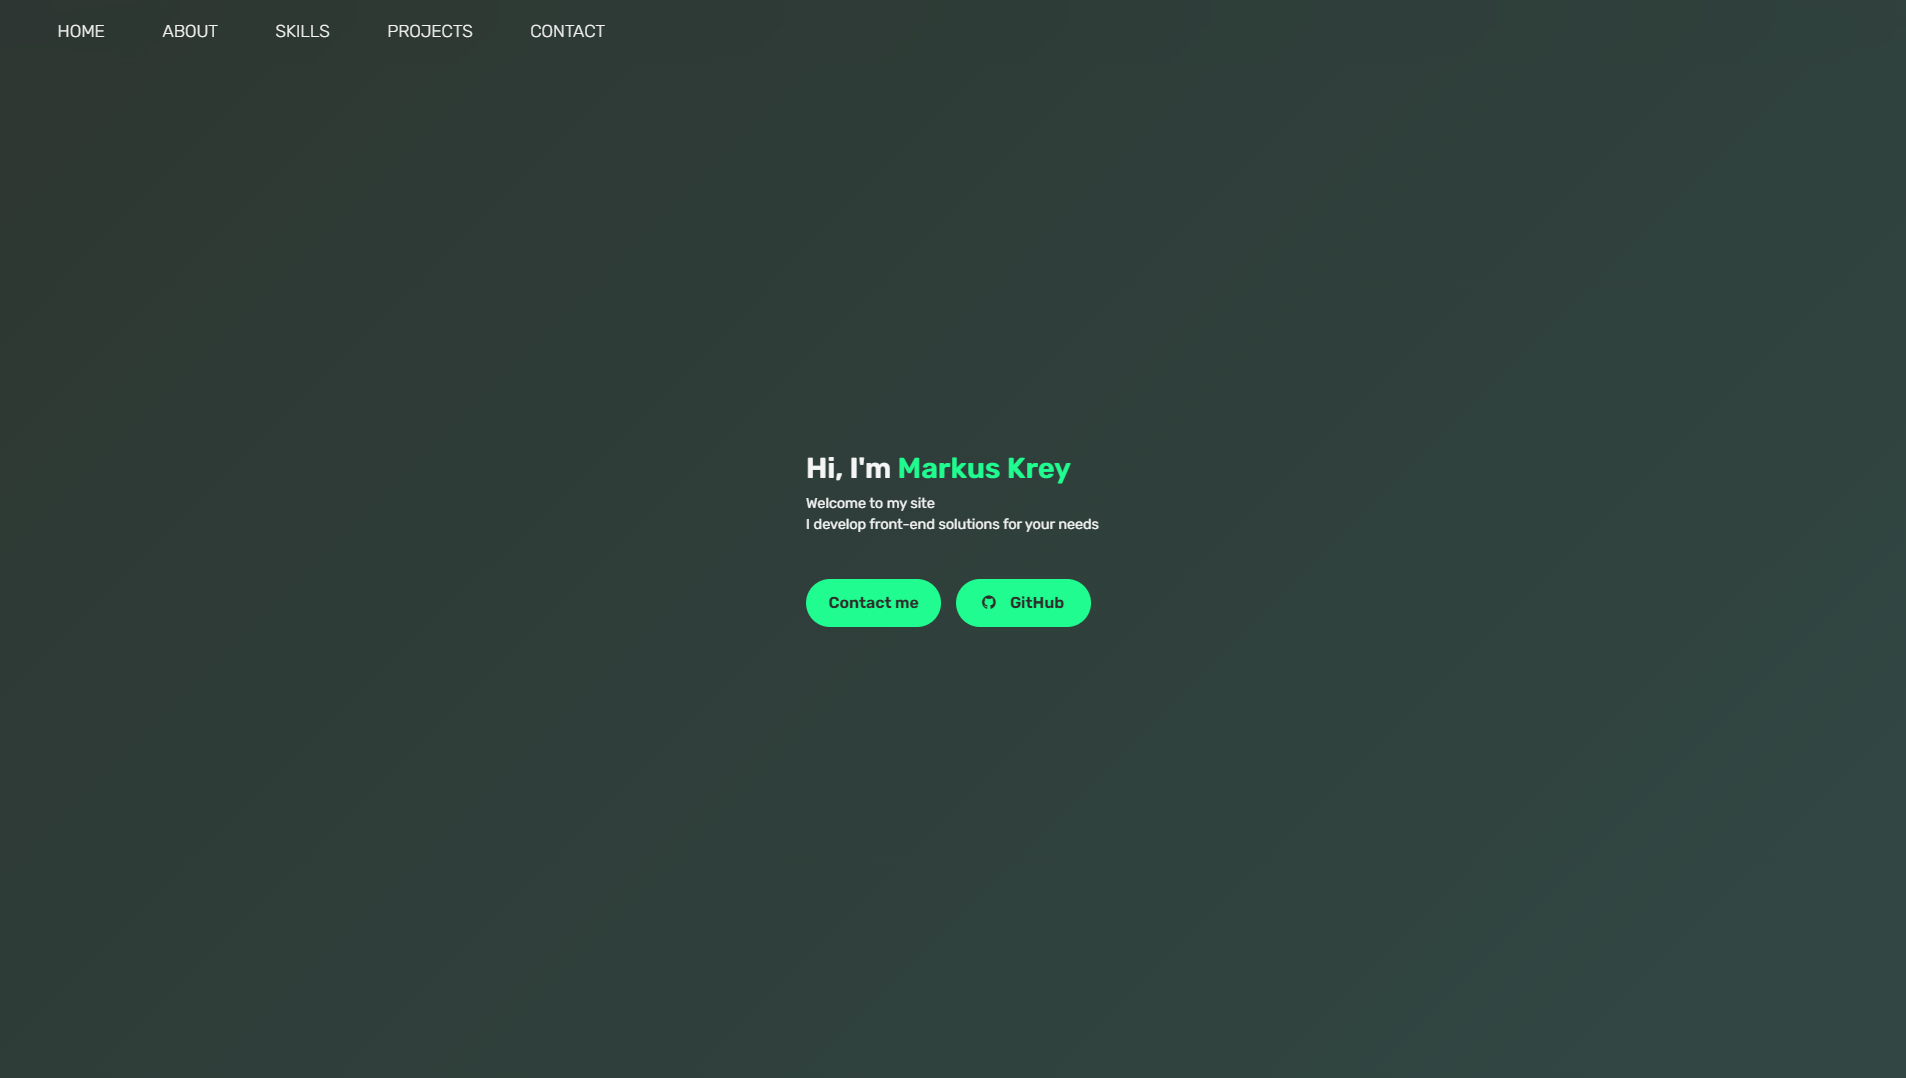 HOME ABOUT SKILLS PROJECTS CONTACT
Hi, I'm Markus Krey
Welcome to my site
I develop front-end solutions for your needs
Contact me GitHub